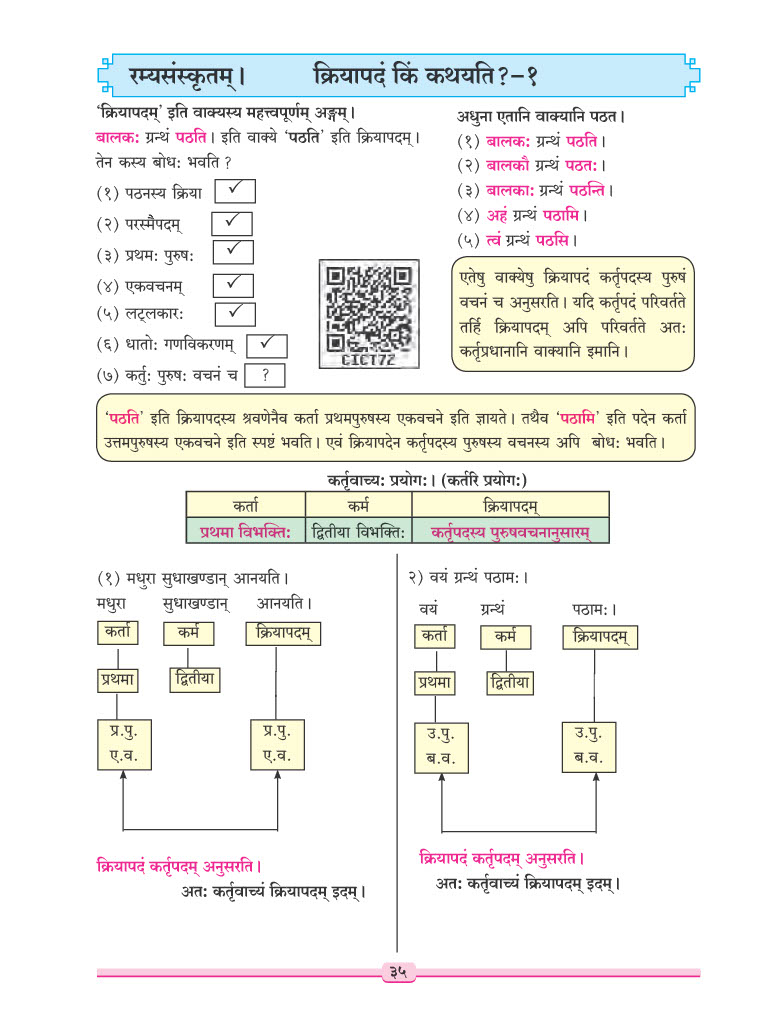 रम्यसंस्कृतम्। क्रियापदं किं कथयति?-१
'क्रियापदम्' इति वाक्यस्य महत्त्वपूर्णम् अङ्गम्।
बालक: ग्रन्थं पठति। इति वाक्ये 'पठति' इति क्रियापदम्।
तेन कस्य बोध: भवति ?
(१) पठनस्य क्रिया ✓
(२) परस्मैपदम् ✓
(३) प्रथम: पुरुष: ✓
(४) एकवचनम् ✓
(५) लट्लकार: ✓
(६) धातो: गणविकरणम् ✓
(७) कर्तु: पुरुष: वचनं च ?
CICT7Z
अधुना एतानि वाक्यानि पठत।
(१) बालक: ग्रन्थं पठति।
(२) बालकौ ग्रन्थं पठत:।
(३) बालका: ग्रन्थं पठन्ति।
(४) अहं ग्रन्थं पठामि।
(५) त्वं ग्रन्थं पठसि।
एतेषु वाक्येषु क्रियापदं कर्तृपदस्य पुरुषं
वचनं च अनुसरति। यदि कर्तृपदं परिवर्तते
तर्हि क्रियापदम् अपि परिवर्तते अत:
कर्तृप्रधानानि वाक्यानि इमानि।
'पठति' इति क्रियापदस्य श्रवणेनैव कर्ता प्रथमपुरुषस्य एकवचने इति ज्ञायते। तथैव 'पठामि' इति पदेन कर्ता
उत्तमपुरुषस्य एकवचने इति स्पष्टं भवति। एवं क्रियापदेन कर्तृपदस्य पुरुषस्य वचनस्य अपि बोध: भवति।
कर्तृवाच्य: प्रयोग:। (कर्तरि प्रयोग:)
कर्ता कर्म क्रियापदम्
प्रथमा विभक्ति: द्वितीया विभक्ति: कर्तृपदस्य पुरुषवचनानुसारम्
(१) मधुरा सुधाखण्डान् आनयति।
मधुरा सुधाखण्डान् आनयति।
कर्ता कर्म क्रियापदम्
प्रथमा द्वितीया
प्र.पु. प्र.पु.
ए.व. ए.व.
क्रियापदं कर्तृपदम् अनुसरति।
अत: कर्तृवाच्यं क्रियापदम् इदम्।
२) वयं ग्रन्थं पठाम:।
वयं ग्रन्थं पठाम:।
कर्ता कर्म क्रियापदम्
प्रथमा द्वितीया
उ.पु. उ.पु.
ब.व. ब.व.
क्रियापदं कर्तृपदम् अनुसरति।
अत: कर्तृवाच्यं क्रियापदम् इदम्।
३५